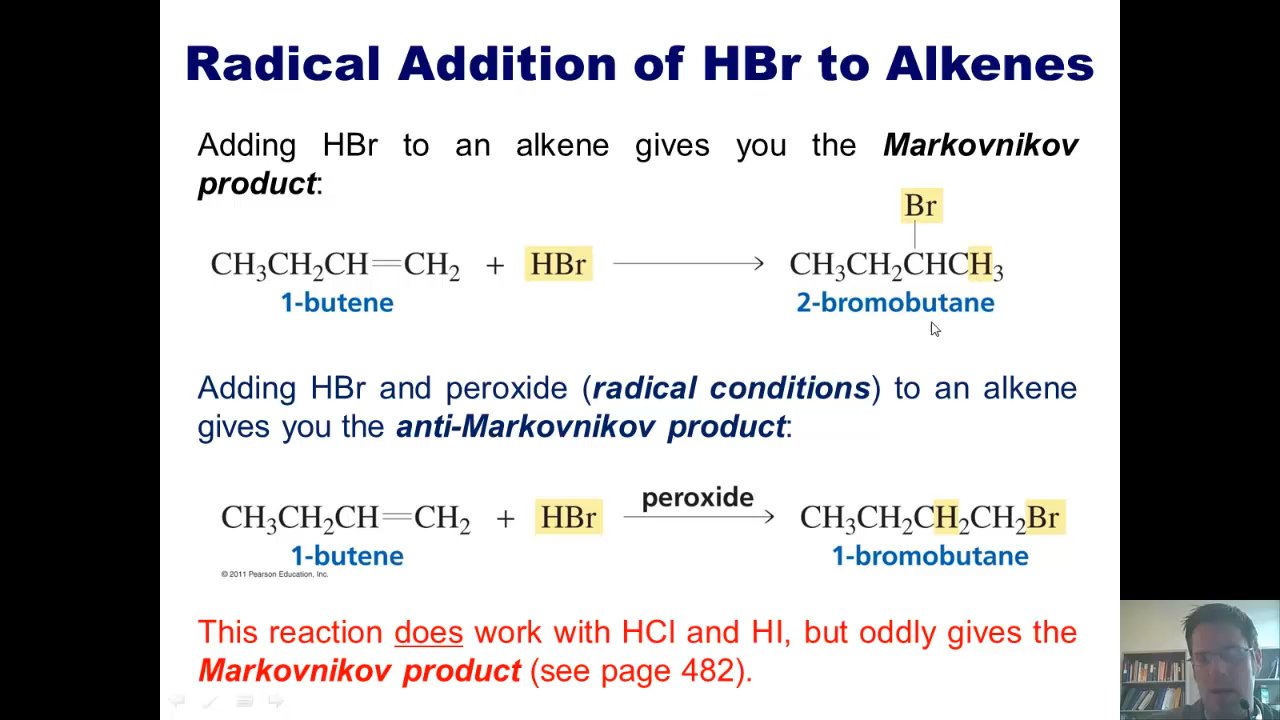 Radical Addition of HBr to Alkenes
Adding HBr to an alkene gives you the Markovnikov
product:
Br
CH₃CH₂CH=CH₂ + HBr ⟶ CH₃CH₂CHCH₃
1-butene 2-bromobutane
Adding HBr and peroxide (radical conditions) to an alkene
gives you the anti-Markovnikov product:
peroxide
CH₃CH₂CH=CH₂ + HBr ⟶ CH₃CH₂CH₂CH₂Br
1-butene 1-bromobutane
© 2011 Pearson Education, Inc.
This reaction does work with HCl and HI, but oddly gives the
Markovnikov product (see page 482).